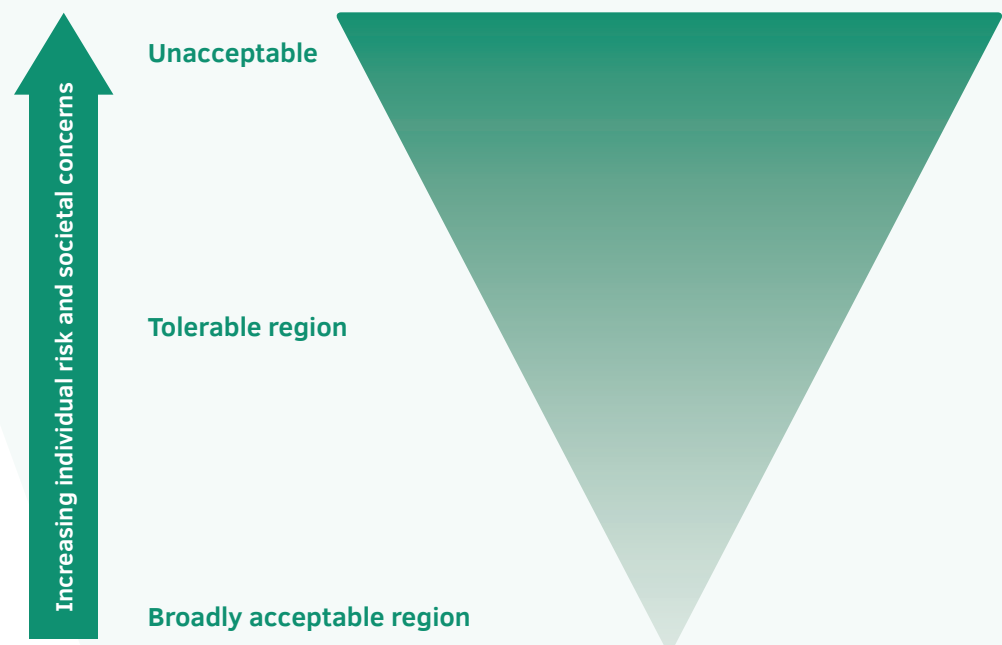 Unacceptable
Increasing individual risk and societal concerns
Tolerable region
Broadly acceptable region